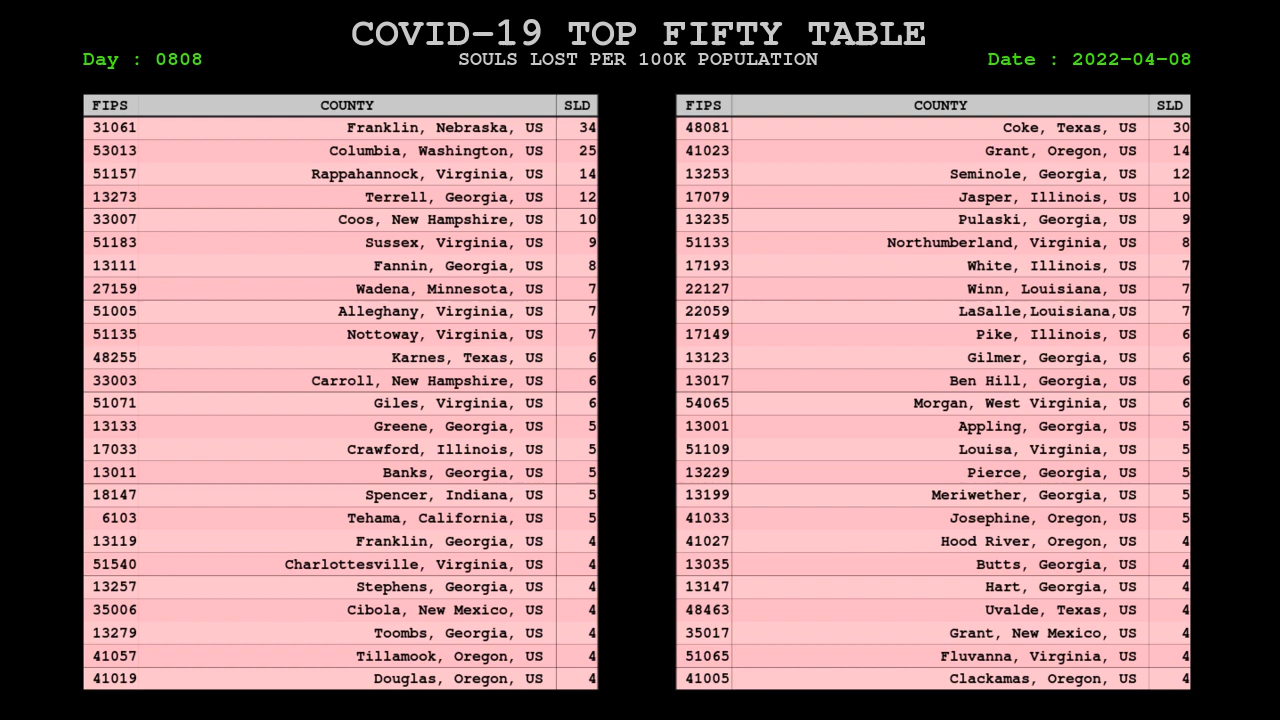 COVID-19 TOP FIFTY TABLE
Day : 0808 SOULS LOST PER 100K POPULATION Date : 2022-04-08
FIPS COUNTY SLD
31061 Franklin, Nebraska, US 34
53013 Columbia, Washington, US 25
51157 Rappahannock, Virginia, US 14
13273 Terrell, Georgia, US 12
33007 Coos, New Hampshire, US 10
51183 Sussex, Virginia, US 9
13111 Fannin, Georgia, US 8
27159 Wadena, Minnesota, US 7
51005 Alleghany, Virginia, US 7
51135 Nottoway, Virginia, US 7
48255 Karnes, Texas, US 6
33003 Carroll, New Hampshire, US 6
51071 Giles, Virginia, US 6
13133 Greene, Georgia, US 5
17033 Crawford, Illinois, US 5
13011 Banks, Georgia, US 5
18147 Spencer, Indiana, US 5
6103 Tehama, California, US 5
13119 Franklin, Georgia, US 4
51540 Charlottesville, Virginia, US 4
13257 Stephens, Georgia, US 4
35006 Cibola, New Mexico, US 4
13279 Toombs, Georgia, US 4
41057 Tillamook, Oregon, US 4
41019 Douglas, Oregon, US 4
FIPS COUNTY SLD
48081 Coke, Texas, US 30
41023 Grant, Oregon, US 14
13253 Seminole, Georgia, US 12
17079 Jasper, Illinois, US 10
13235 Pulaski, Georgia, US 9
51133 Northumberland, Virginia, US 8
17193 White, Illinois, US 7
22127 Winn, Louisiana, US 7
22059 LaSalle,Louisiana,US 7
17149 Pike, Illinois, US 6
13123 Gilmer, Georgia, US 6
13017 Ben Hill, Georgia, US 6
54065 Morgan, West Virginia, US 6
13001 Appling, Georgia, US 5
51109 Louisa, Virginia, US 5
13229 Pierce, Georgia, US 5
13199 Meriwether, Georgia, US 5
41033 Josephine, Oregon, US 5
41027 Hood River, Oregon, US 4
13035 Butts, Georgia, US 4
13147 Hart, Georgia, US 4
48463 Uvalde, Texas, US 4
35017 Grant, New Mexico, US 4
51065 Fluvanna, Virginia, US 4
41005 Clackamas, Oregon, US 4